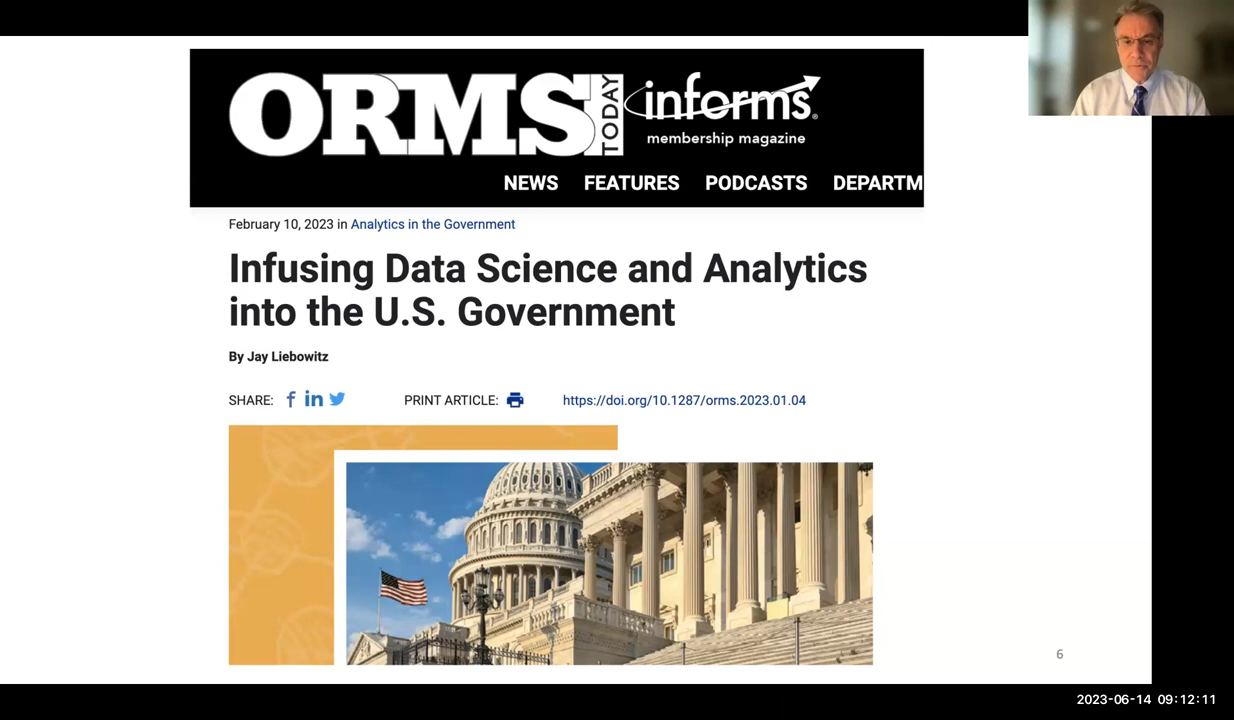 ORMS TODAY informs®
membership magazine
NEWS FEATURES PODCASTS DEPARTM
February 10, 2023 in Analytics in the Government
Infusing Data Science and Analytics
into the U.S. Government
By Jay Liebowitz
SHARE: f in PRINT ARTICLE: https://doi.org/10.1287/orms.2023.01.04
6
2023-06-14 09:12:11